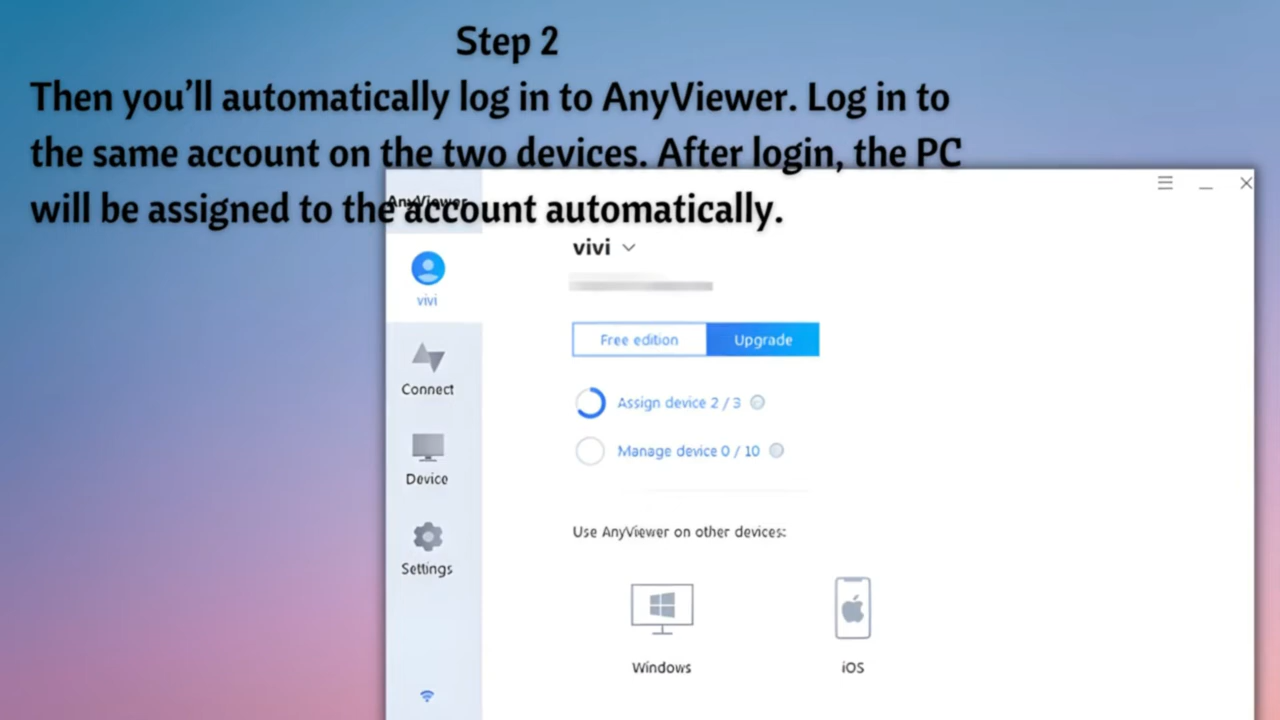 Step 2
Then you'll automatically log in to AnyViewer. Log in to
the same account on the two devices. After login, the PC
will be assigned to the account automatically.
AnyViewer
vivi
vivi
Free edition
Upgrade
Connect
Assign device 2 / 3
Manage device 0 / 10
Device
Use AnyViewer on other devices:
Settings
Windows
iOS